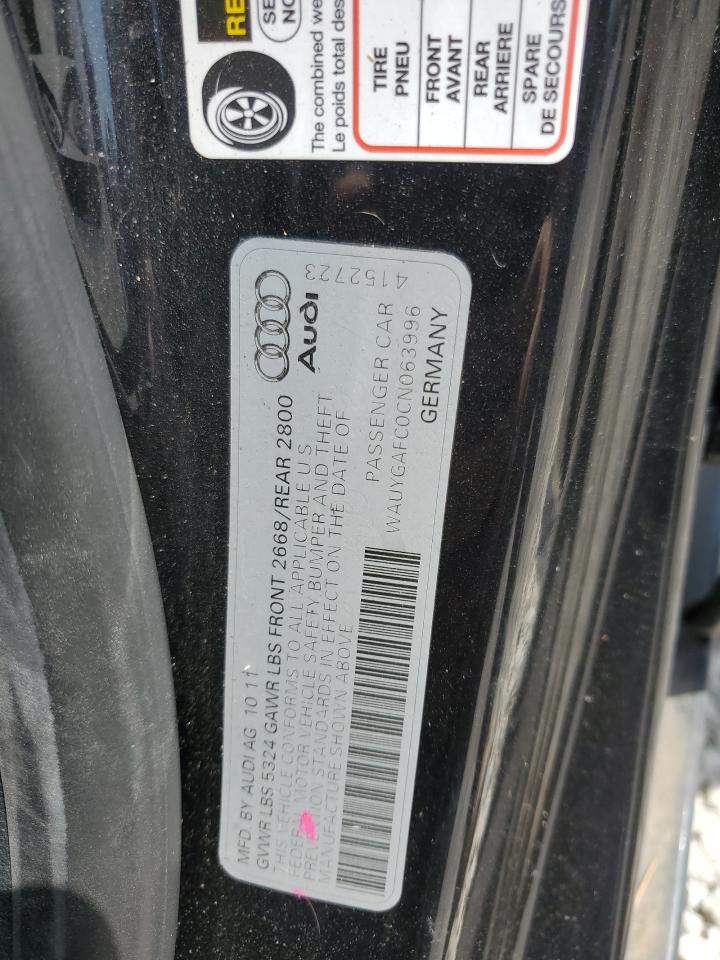 MFD BY AUDI AG 10 11
GVWR LBS 5324 GAWR LBS FRONT 2668/REAR 2800
THIS VEHICLE CONFORMS TO ALL APPLICABLE U S
FEDERAL MOTOR VEHICLE SAFETY BUMPER AND THEFT
PREVENTION STANDARDS IN EFFECT ON THE DATE OF
MANUFACTURE SHOWN ABOVE
Audi
4152723
PASSENGER CAR
WAUYGAFC0CN063996
GERMANY
RE
SE
NO
The combined we
Le poids total des
TIRE
PNEU
FRONT
AVANT
REAR
ARRIERE
SPARE
DE SECOURS